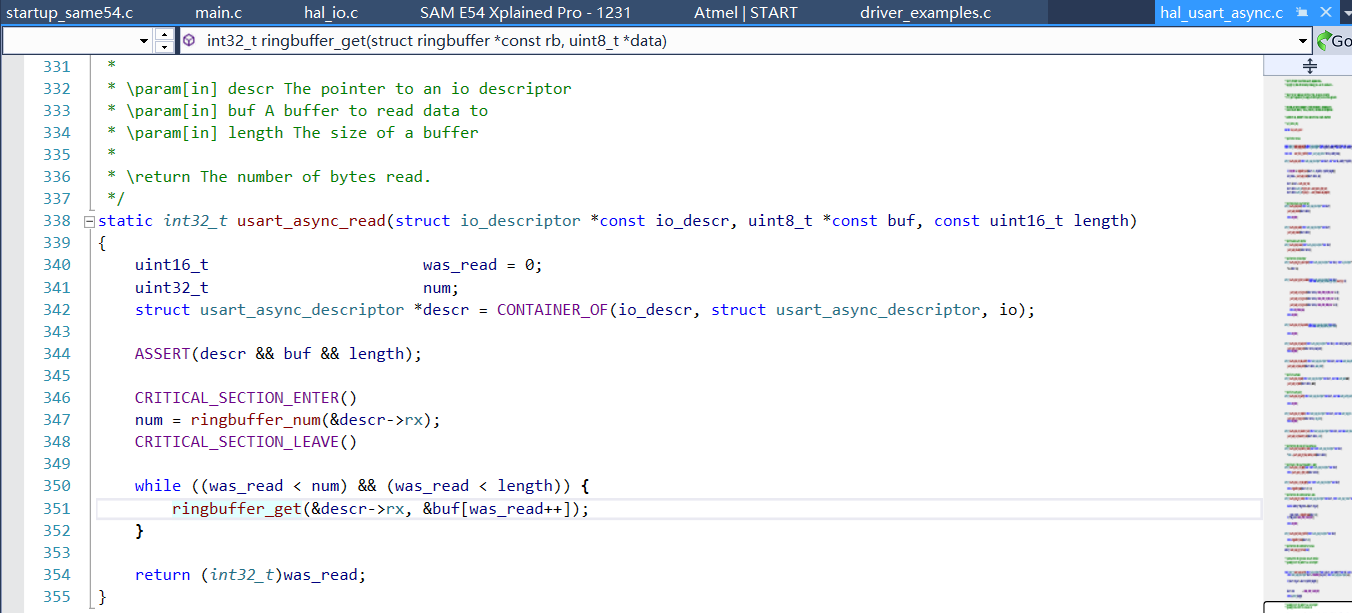 startup_same54.c main.c hal_io.c SAM E54 Xplained Pro - 1231 Atmel | START driver_examples.c hal_usart_async.c
int32_t ringbuffer_get(struct ringbuffer *const rb, uint8_t *data) Go
331 *
332 * \param[in] descr The pointer to an io descriptor
333 * \param[in] buf A buffer to read data to
334 * \param[in] length The size of a buffer
335 *
336 * \return The number of bytes read.
337 */
338 static int32_t usart_async_read(struct io_descriptor *const io_descr, uint8_t *const buf, const uint16_t length)
339 {
340 uint16_t was_read = 0;
341 uint32_t num;
342 struct usart_async_descriptor *descr = CONTAINER_OF(io_descr, struct usart_async_descriptor, io);
343
344 ASSERT(descr && buf && length);
345
346 CRITICAL_SECTION_ENTER()
347 num = ringbuffer_num(&descr->rx);
348 CRITICAL_SECTION_LEAVE()
349
350 while ((was_read < num) && (was_read < length)) {
351 ringbuffer_get(&descr->rx, &buf[was_read++]);
352 }
353
354 return (int32_t)was_read;
355 }